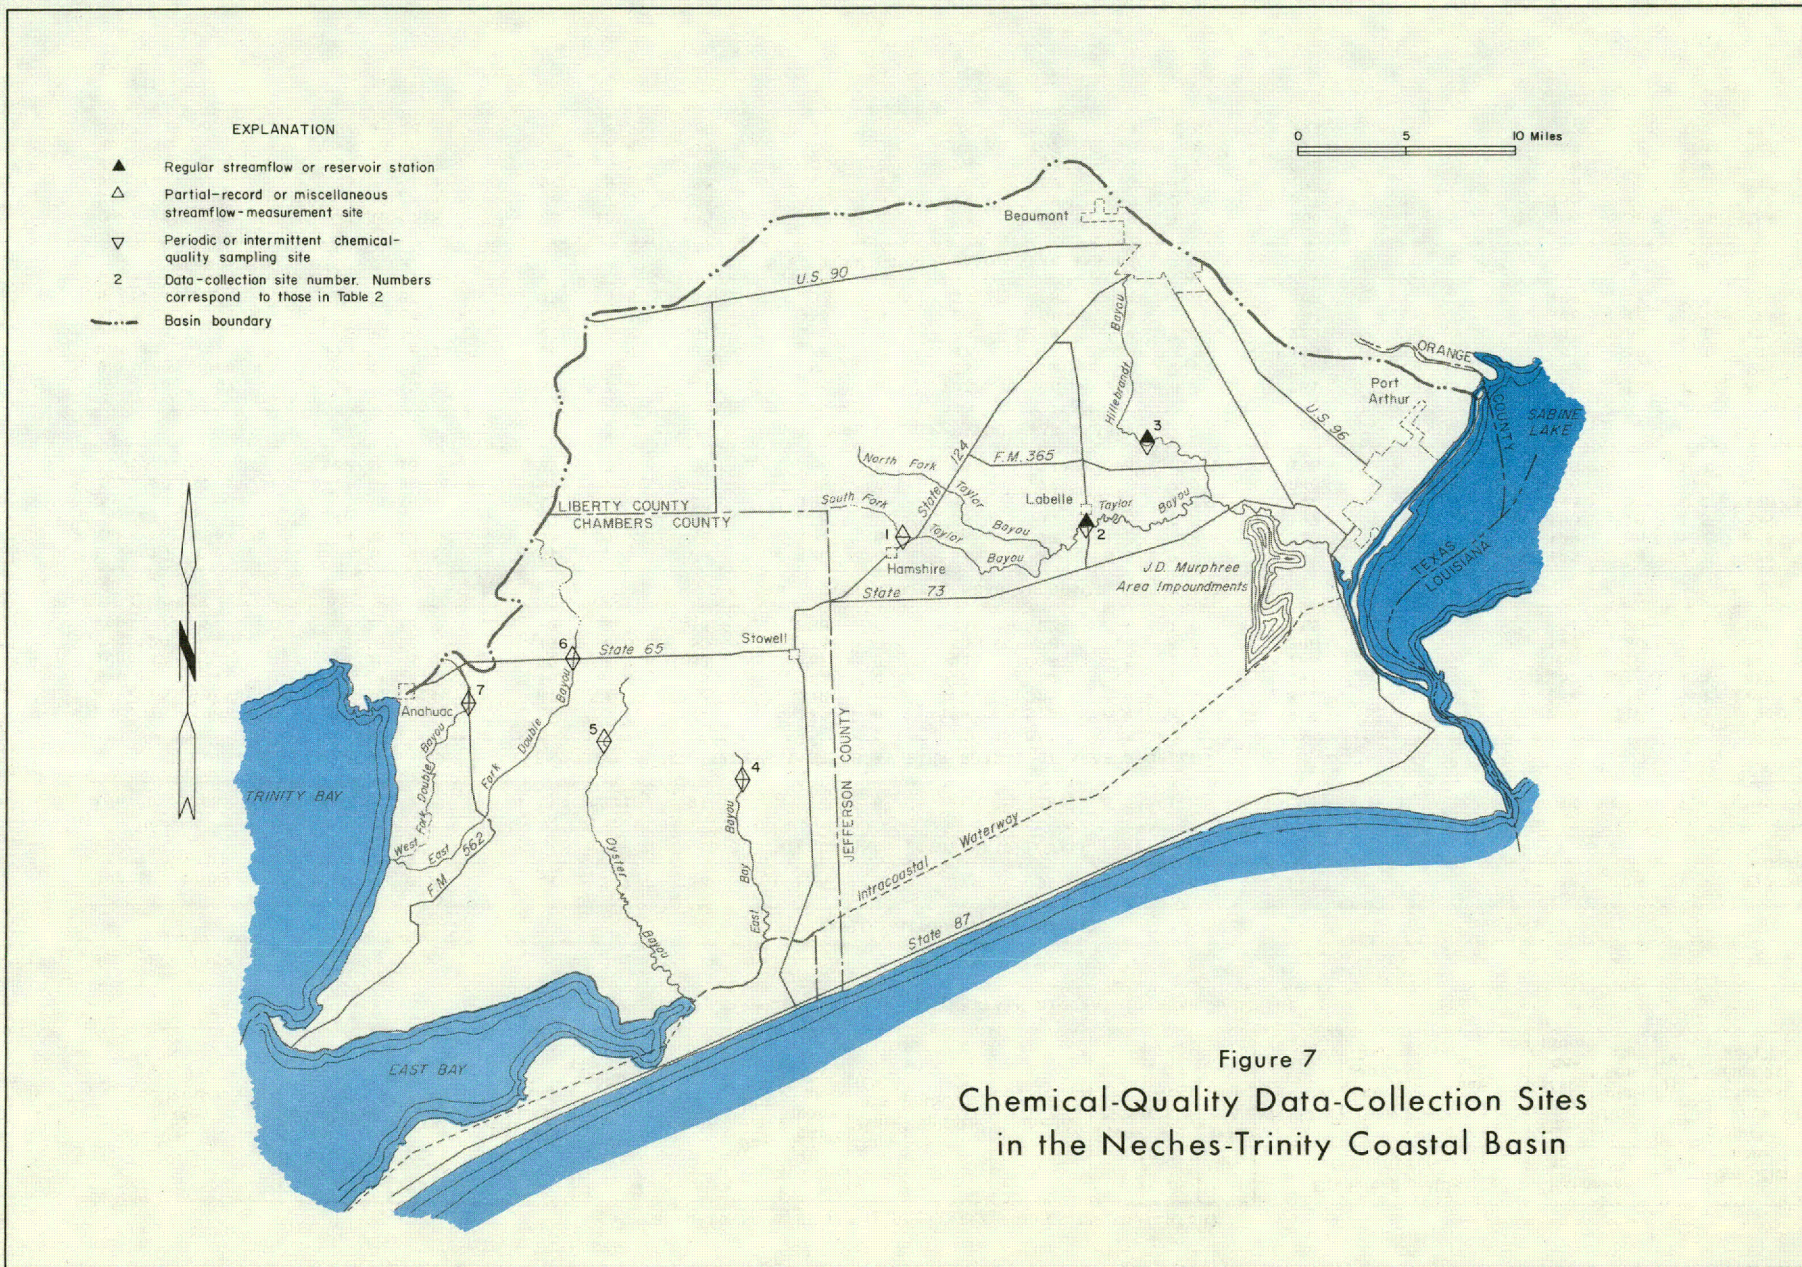 EXPLANATION
Regular streamflow or reservoir station
Partial-record or miscellaneous
streamflow-measurement site
Periodic or intermittent chemical-
quality sampling site
2
Data-collection site number. Numbers
correspond to those in Table 2
Basin boundary
0 5 10 Miles
Beaumont
U.S. 90
ORANGE
COUNTY
Port
Arthur
SABINE
LAKE
U.S. 96
Hillebrandt Bayou
3
State 124
F.M. 365
North Fork Taylor Bayou
South Fork Taylor Bayou
Labelle
Taylor Bayou
2
1
Hamshire
LIBERTY COUNTY
CHAMBERS COUNTY
J.D. Murphree
Area Impoundments
TEXAS
LOUISIANA
State 73
Stowell
6
State 65
7
Anahuac
5
4
JEFFERSON COUNTY
TRINITY BAY
West Fork Double Bayou
East Fork Double Bayou
F.M 562
Oyster Bayou
East Bay Bayou
Intracoastal Waterway
State 87
EAST BAY
N
Figure 7
Chemical-Quality Data-Collection Sites
in the Neches-Trinity Coastal Basin